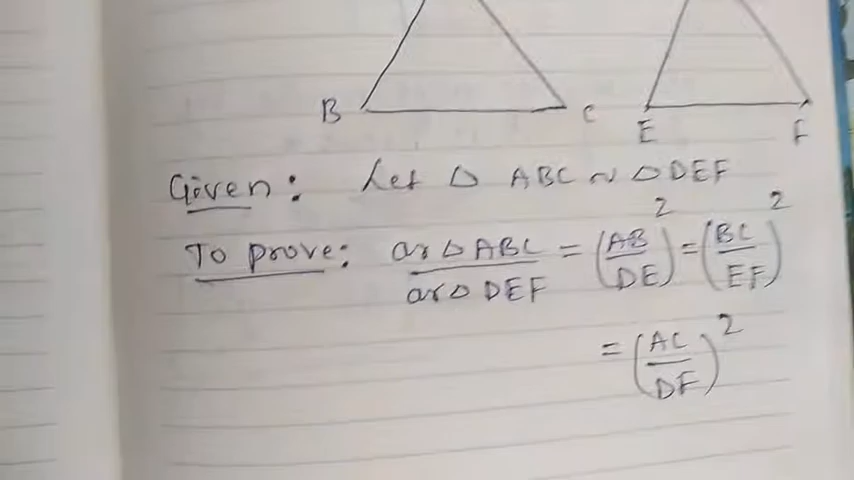 B C E F
Given: Let △ ABC ~ △ DEF
To prove: ar△ ABC / ar△ DEF = (AB/DE)² = (BC/EF)²
= (AC/DF)²